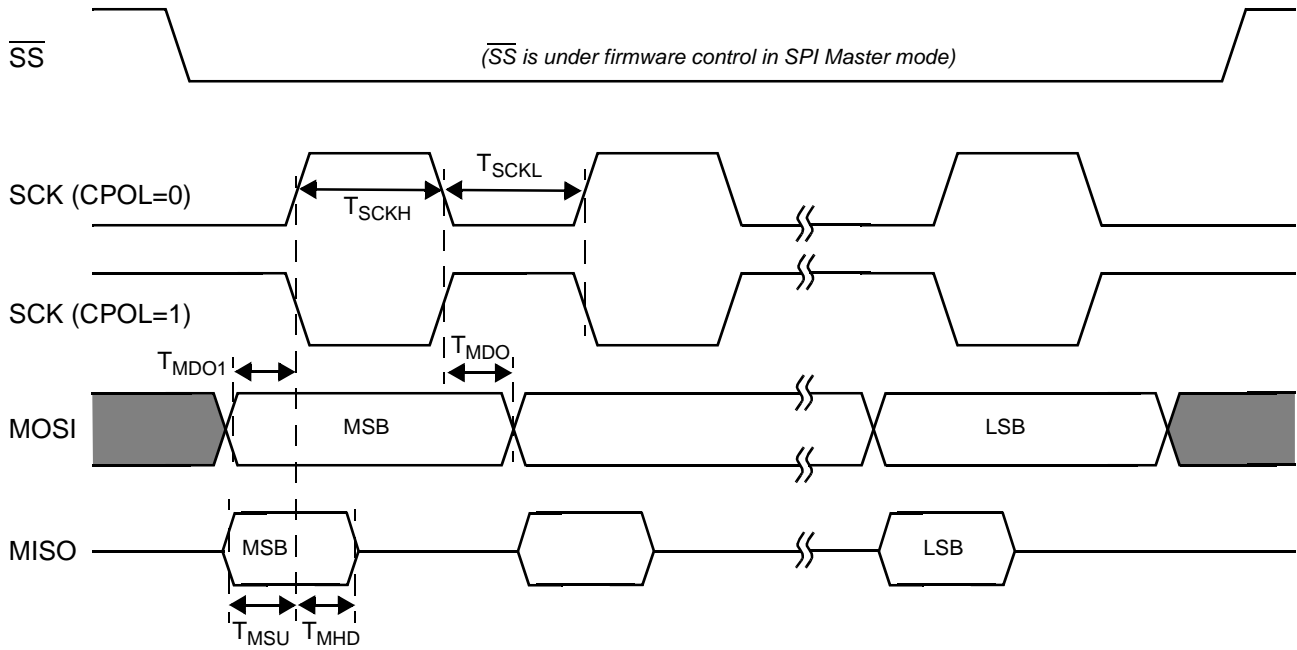 SS
(SS is under firmware control in SPI Master mode)
TSCKL
SCK (CPOL=0)
TSCKH
SCK (CPOL=1)
TMDO1
TMDO
MOSI
MSB
LSB
MISO
MSB
LSB
TMSU
TMHD